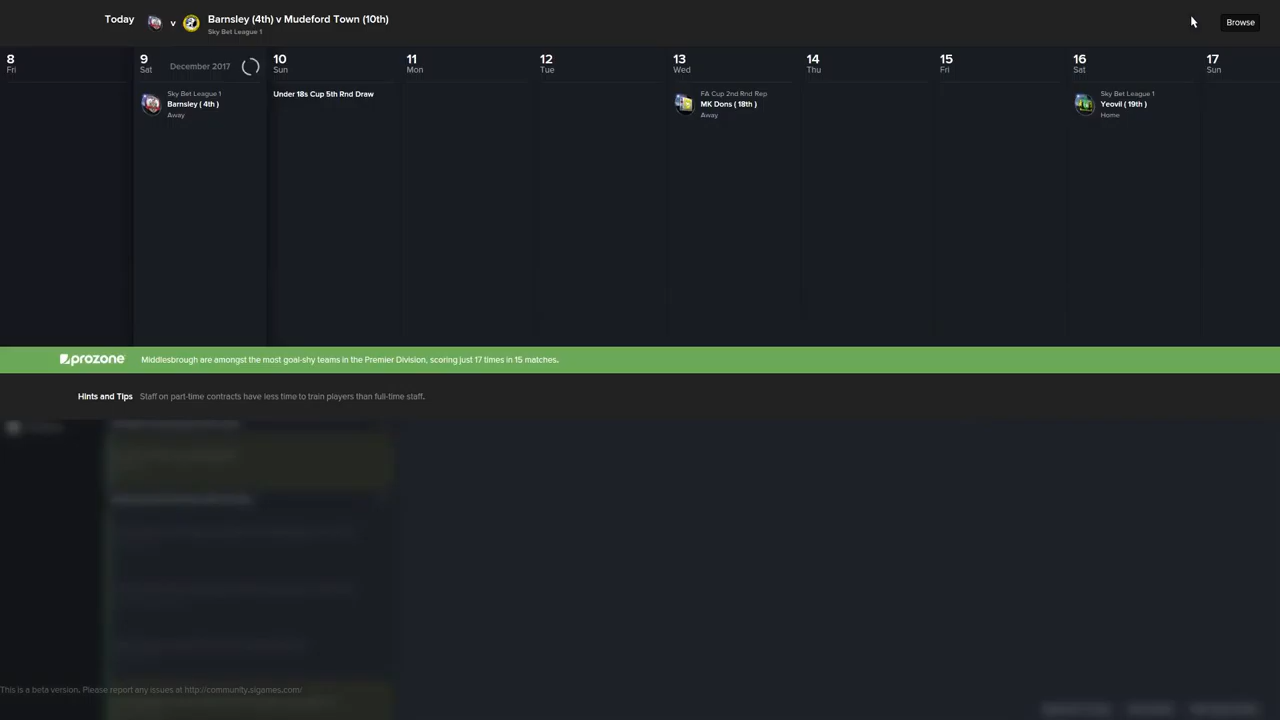 Today
v
Barnsley (4th) v Mudeford Town (10th)
Sky Bet League 1
Browse
8
Fri
9
Sat
December 2017
10
Sun
11
Mon
12
Tue
13
Wed
14
Thu
15
Fri
16
Sat
17
Sun
Sky Bet League 1
Barnsley ( 4th )
Away
Under 18s Cup 5th Rnd Draw
FA Cup 2nd Rnd Rep
MK Dons ( 18th )
Away
Sky Bet League 1
Yeovil ( 19th )
Home
prozone
Middlesbrough are amongst the most goal-shy teams in the Premier Division, scoring just 17 times in 15 matches.
Hints and Tips
Staff on part-time contracts have less time to train players than full-time staff.
This is a beta version. Please report any issues at http://community.sigames.com/